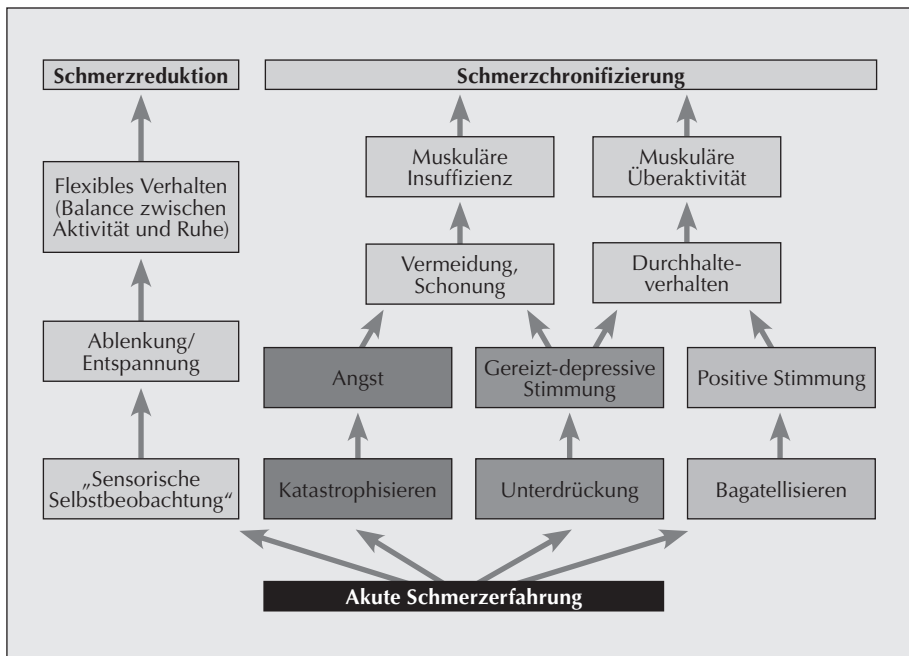 Schmerzreduktion
Schmerzchronifizierung
Muskuläre
Insuffizienz
Muskuläre
Überaktivität
Flexibles Verhalten
(Balance zwischen
Aktivität und Ruhe)
Vermeidung,
Schonung
Durchhalte-
verhalten
Ablenkung/
Entspannung
Angst
Gereizt-depressive
Stimmung
Positive Stimmung
„Sensorische
Selbstbeobachtung“
Katastrophisieren
Unterdrückung
Bagatellisieren
Akute Schmerzerfahrung